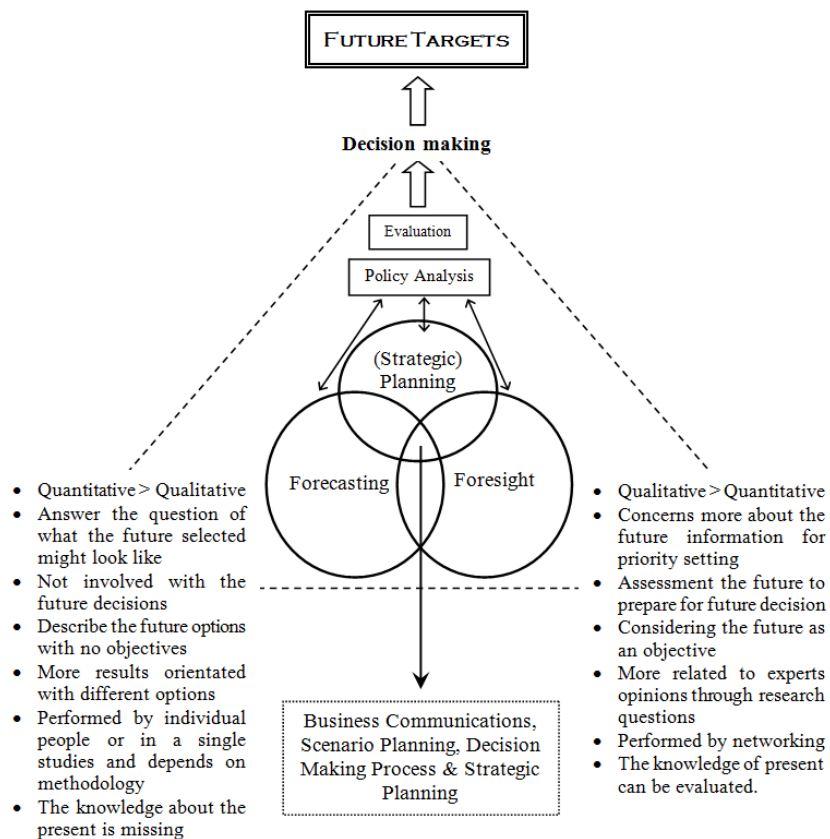 FUTURE TARGETS
Decision making
Evaluation
Policy Analysis
(Strategic)
Planning
Forecasting
Foresight
• Quantitative > Qualitative
• Answer the question of
what the future selected
might look like
• Not involved with the
future decisions
• Describe the future options
with no objectives
• More results orientated
with different options
• Performed by individual
people or in a single
studies and depends on
methodology
• The knowledge about the
present is missing
• Qualitative > Quantitative
• Concerns more about the
future information for
priority setting
• Assessment the future to
prepare for future decision
• Considering the future as
an objective
• More related to experts
opinions through research
questions
• Performed by networking
• The knowledge of present
can be evaluated.
Business Communications,
Scenario Planning, Decision
Making Process & Strategic
Planning